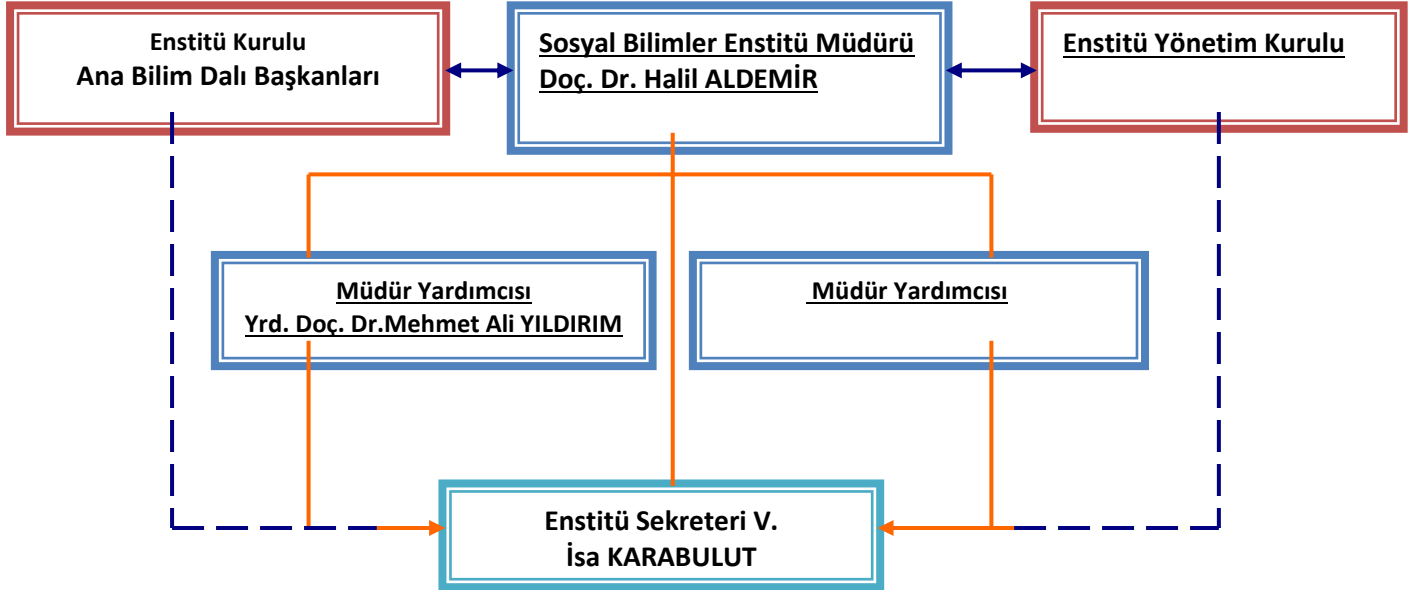 Enstitü Kurulu
Ana Bilim Dalı Başkanları
Sosyal Bilimler Enstitü Müdürü
Doç. Dr. Halil ALDEMİR
Enstitü Yönetim Kurulu
Müdür Yardımcısı
Yrd. Doç. Dr.Mehmet Ali YILDIRIM
Müdür Yardımcısı
Enstitü Sekreteri V.
İsa KARABULUT